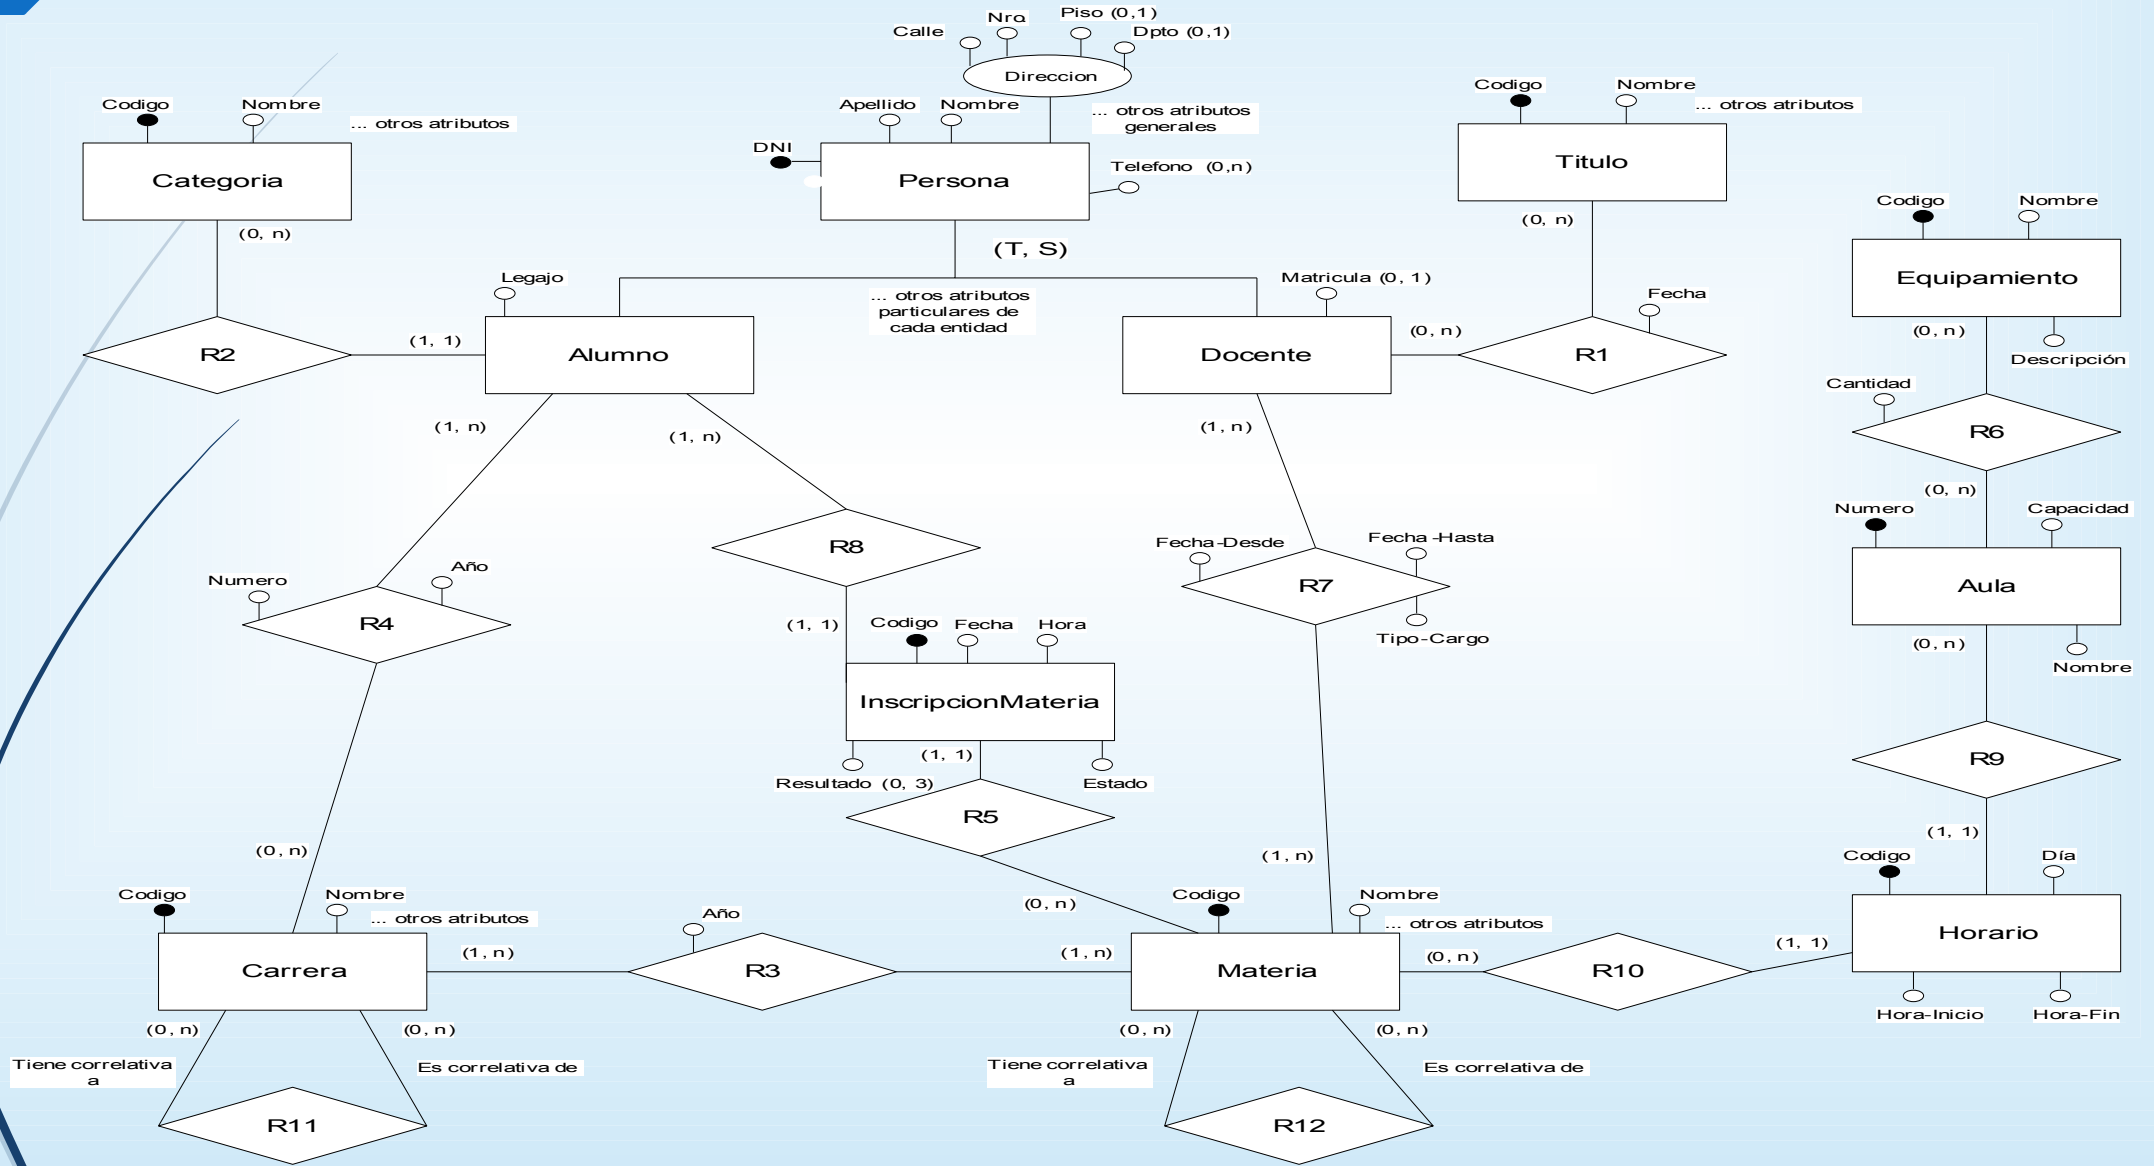 Calle
Nro
Piso (0,1)
Dpto (0,1)
Direccion
Codigo
Nombre
... otros atributos
Categoria
(0, n)
Apellido
Nombre
... otros atributos
generales
DNI
Telefono (0,n)
Persona
(T, S)
... otros atributos
particulares de
cada entidad
Codigo
Nombre
... otros atributos
Titulo
(0, n)
Codigo
Nombre
Equipamiento
(0, n)
Descripción
R2
(1, 1)
Legajo
Alumno
(1, n)
(1, n)
Matricula (0, 1)
Docente
(0, n)
(1, n)
Fecha
R1
Cantidad
R6
(0, n)
Numero
Capacidad
Aula
(0, n)
Nombre
R8
(1, 1)
Numero
Año
R4
(0, n)
Fecha-Desde
Fecha -Hasta
R7
Tipo-Cargo
(1, n)
Codigo
Fecha
Hora
InscripcionMateria
(1, 1)
Resultado (0, 3)
Estado
R5
(0, n)
R9
(1, 1)
Codigo
Nombre
... otros atributos
Carrera
(1, n)
Año
R3
(1, n)
Codigo
Nombre
... otros atributos
Materia
(0, n)
R10
(1, 1)
Codigo
Día
Horario
Hora-Inicio
Hora-Fin
(0, n)
(0, n)
Tiene correlativa
a
Es correlativa de
R11
(0, n)
(0, n)
Tiene correlativa
a
Es correlativa de
R12